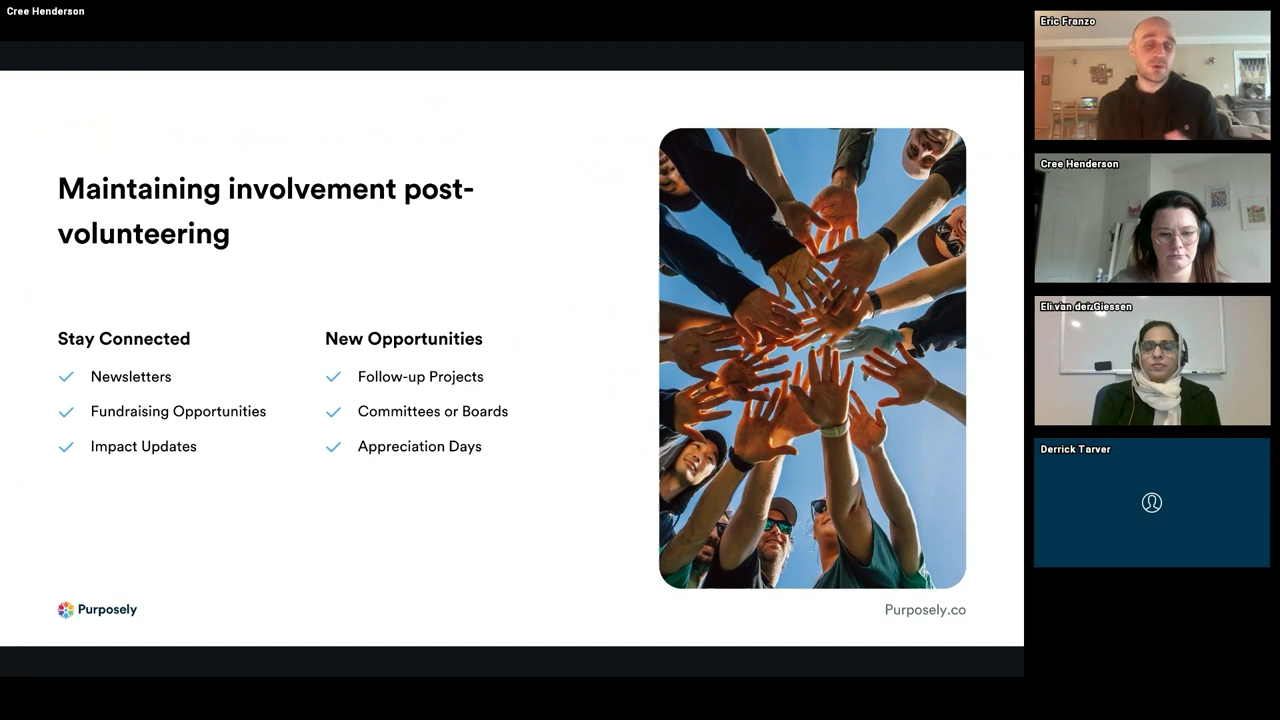 Cree Henderson
Maintaining involvement post-
volunteering
Stay Connected
Newsletters
Fundraising Opportunities
Impact Updates
New Opportunities
Follow-up Projects
Committees or Boards
Appreciation Days
Purposely
Purposely.co
Eric Franzo
Cree Henderson
Eli van der Giessen
Derrick Tarver